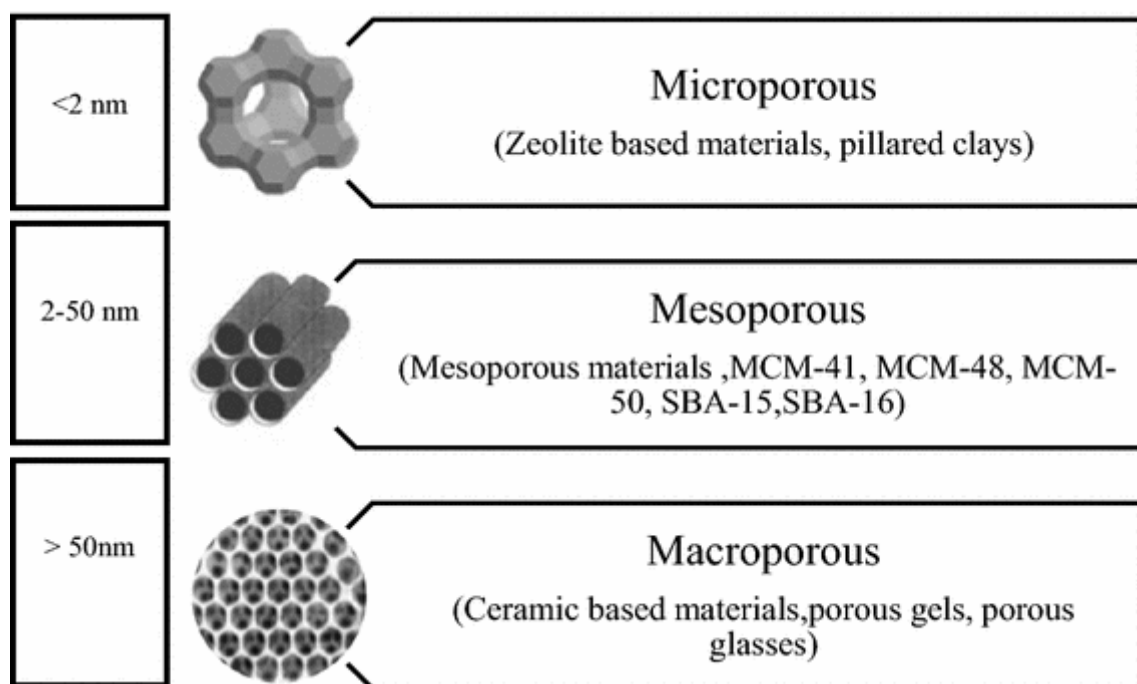 <2 nm
Microporous
(Zeolite based materials, pillared clays)
2-50 nm
Mesoporous
(Mesoporous materials ,MCM-41, MCM-48, MCM-
50, SBA-15,SBA-16)
> 50nm
Macroporous
(Ceramic based materials,porous gels, porous
glasses)